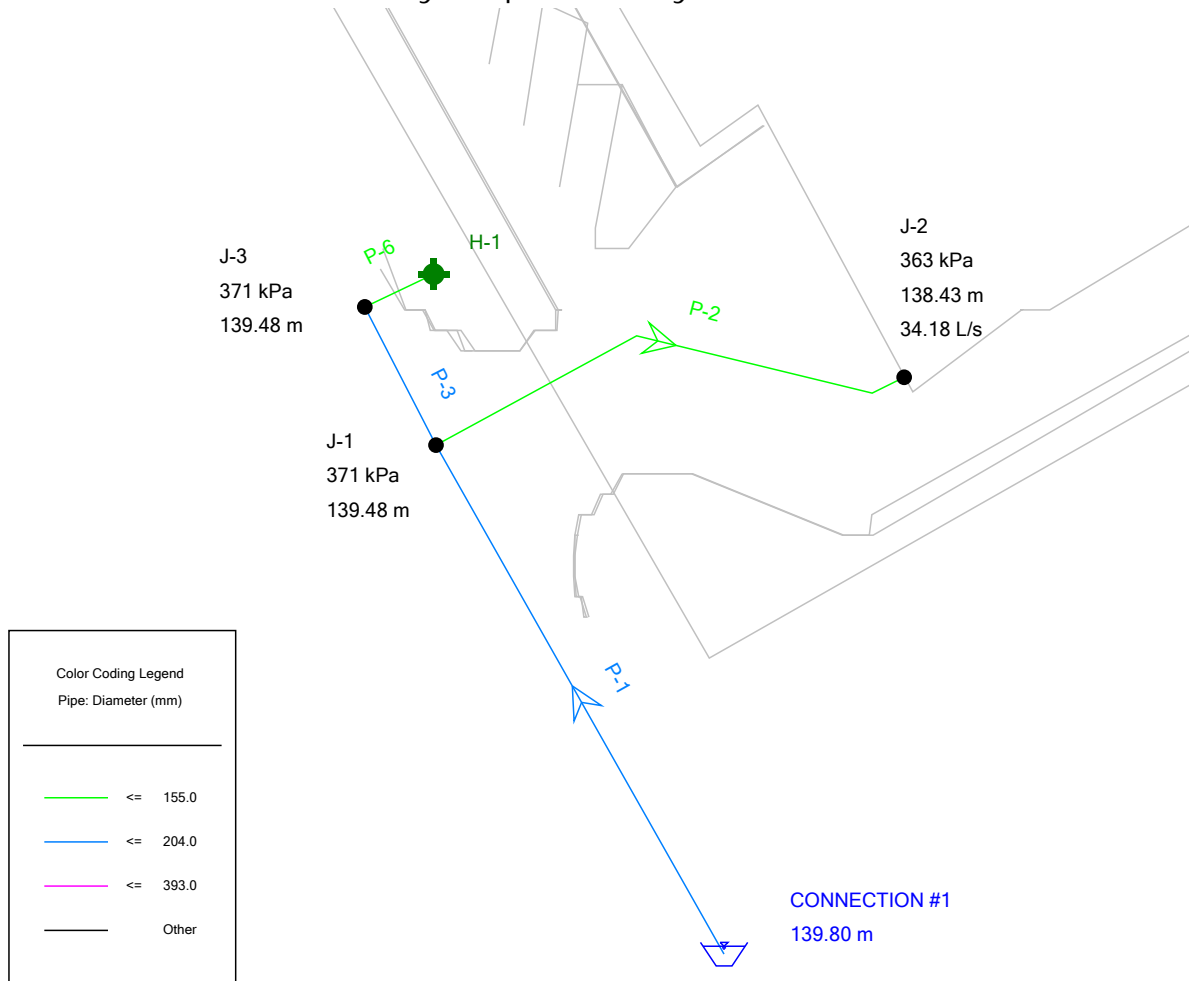 J-2
363 kPa
138.43 m
34.18 L/s
H-1
P-6
J-3
371 kPa
139.48 m
P-2
P-3
J-1
371 kPa
139.48 m
P-1
Color Coding Legend
Pipe: Diameter (mm)
<= 155.0
<= 204.0
<= 393.0
Other
CONNECTION #1
139.80 m